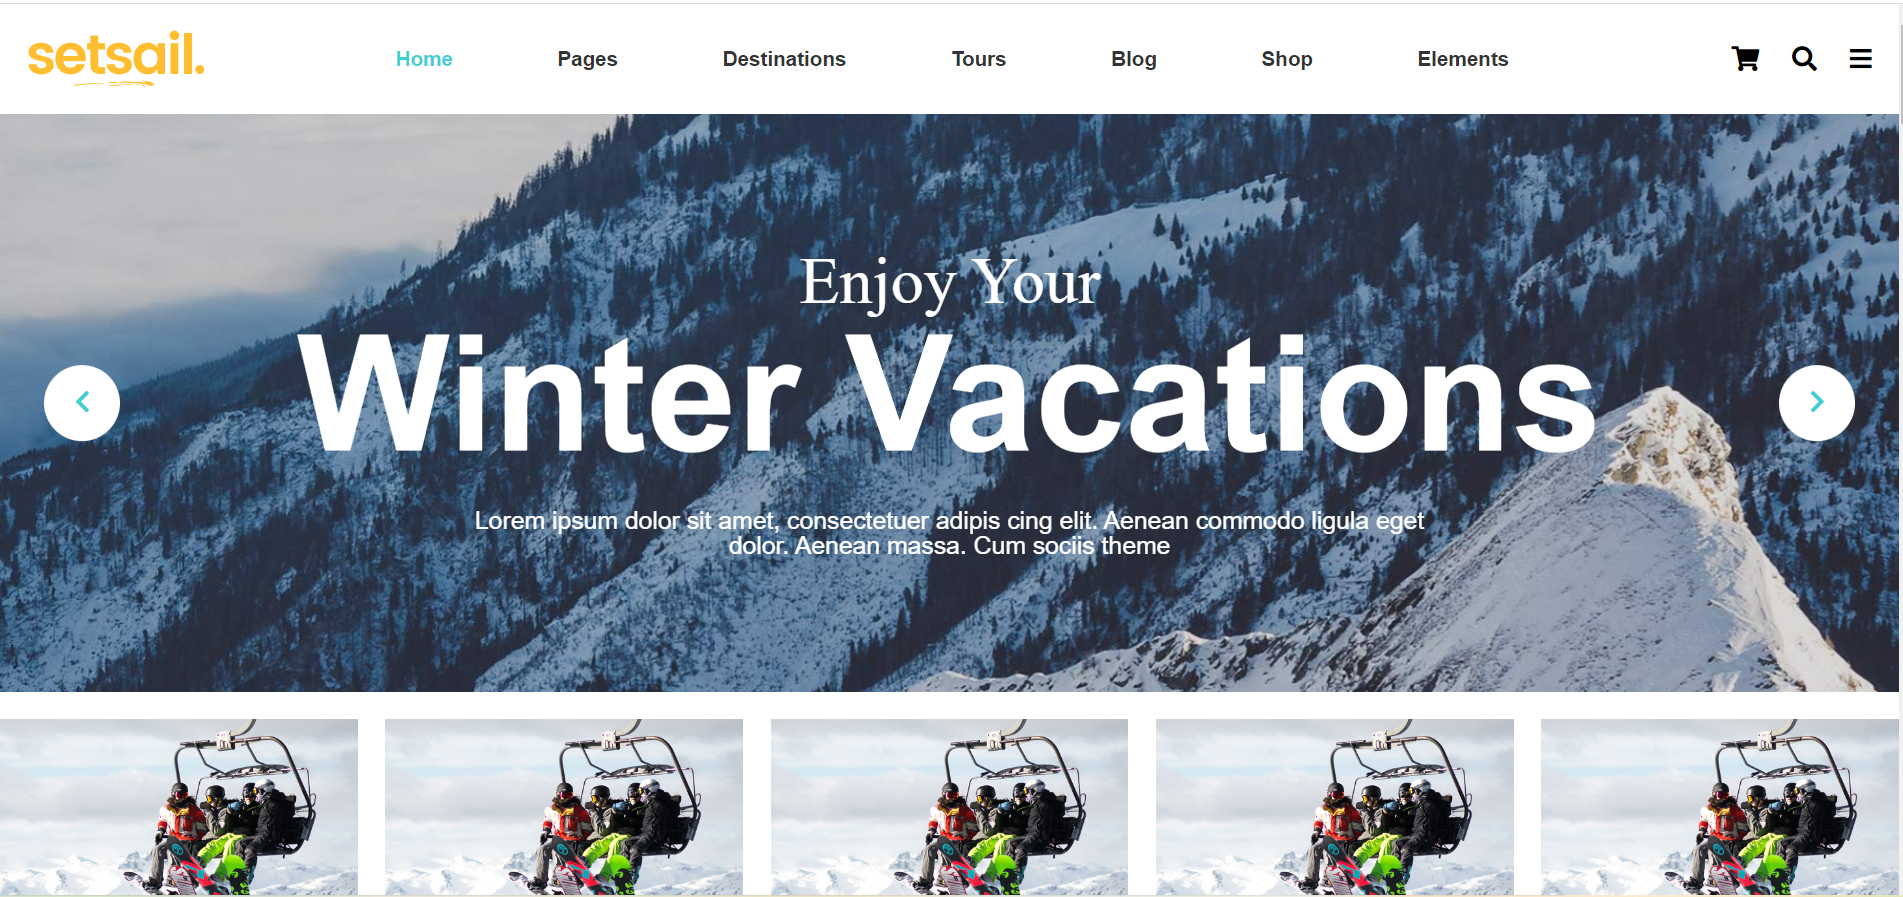 setsail.
Home Pages Destinations Tours Blog Shop Elements
Enjoy Your
Winter Vacations
Lorem ipsum dolor sit amet, consectetuer adipis cing elit. Aenean commodo ligula eget
dolor. Aenean massa. Cum sociis theme